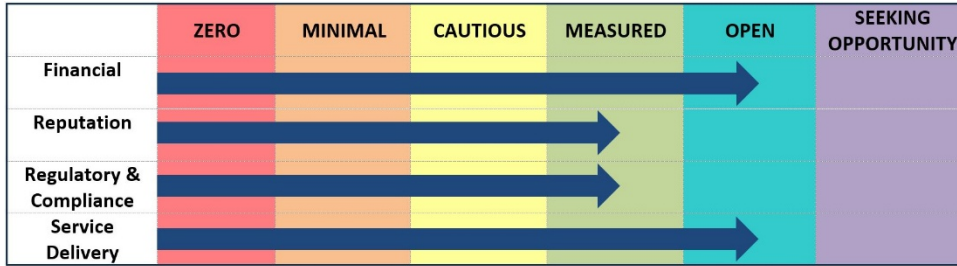 ZERO MINIMAL CAUTIOUS MEASURED OPEN SEEKING
OPPORTUNITY
Financial
Reputation
Regulatory &
Compliance
Service
Delivery